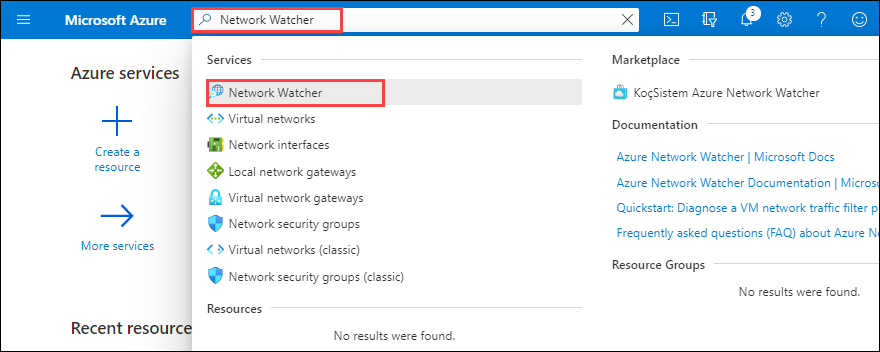 Microsoft Azure
Network Watcher
3
Azure services
Create a
resource
More services
Recent resource
Services
Network Watcher
Virtual networks
Network interfaces
Local network gateways
Virtual network gateways
Network security groups
Virtual networks (classic)
Network security groups (classic)
Resources
No results were found.
Marketplace
KoçSistem Azure Network Watcher
Documentation
Azure Network Watcher | Microsoft Docs
Azure Network Watcher Documentation | Micros
Quickstart: Diagnose a VM network traffic filter p
Frequently asked questions (FAQ) about Azure N
Resource Groups
No results were found.